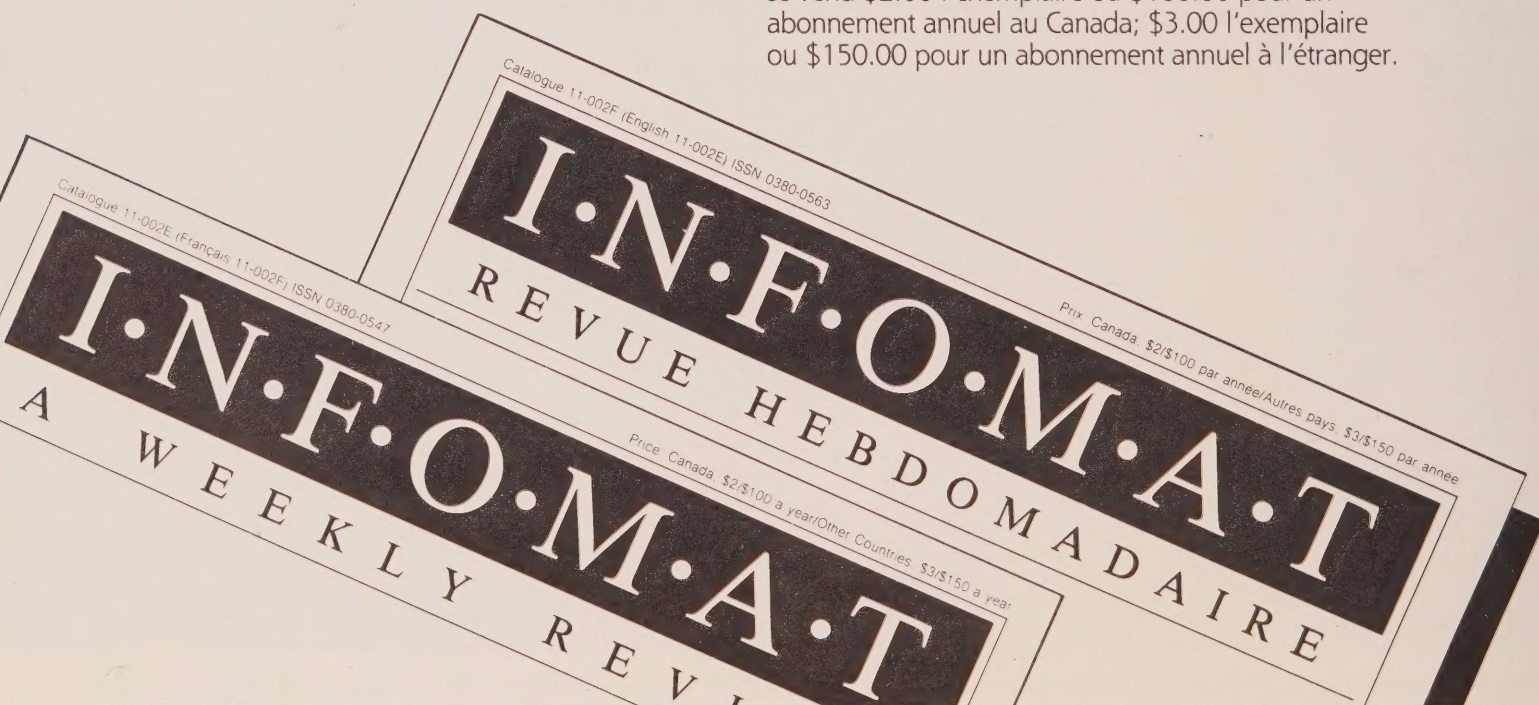 abonnement annuel au Canada; $3.00 l'exemplaire
ou $150.00 pour un abonnement annuel à l'étranger.
Catalogue 11-002F (English 11-002E) ISSN 0380-0563
I•N•F•O•M•A•T
Prix Canada, $2/$100 par année/Autres pays, $3/$150 par année
REVUE HEBDOMADAIRE
Catalogue 11-002E (Français 11-002F) ISSN 0380-0547
I•N•F•O•M•A•T
Price Canada, $2/$100 a year/Other Countries, $3/$150 a year
A WEEKLY